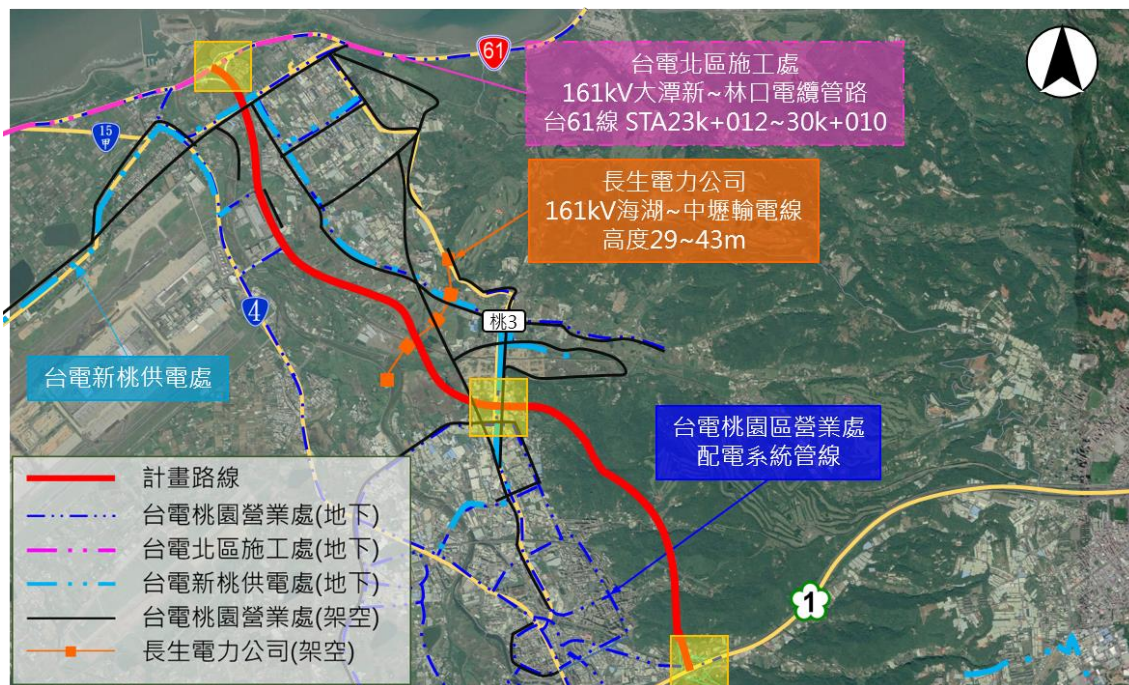 61
台電北區施工處
161kV大潭新~林口電纜管路
台61線 STA23k+012~30k+010
15
甲
長生電力公司
161kV海湖~中壢輸電線
高度29~43m
4
桃3
台電新桃供電處
台電桃園區營業處
配電系統管線
1
計畫路線
台電桃園營業處(地下)
台電北區施工處(地下)
台電新桃供電處(地下)
台電桃園營業處(架空)
長生電力公司(架空)